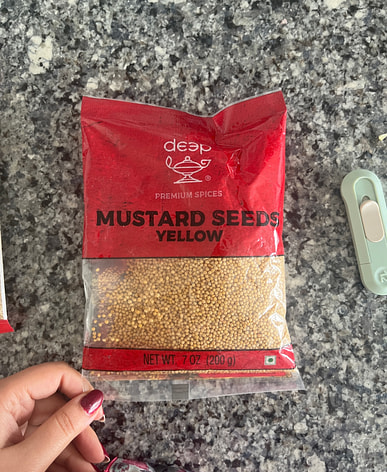 deep
®
PREMIUM SPICES
MUSTARD SEEDS
YELLOW
NET WT. 7 OZ (200 g)